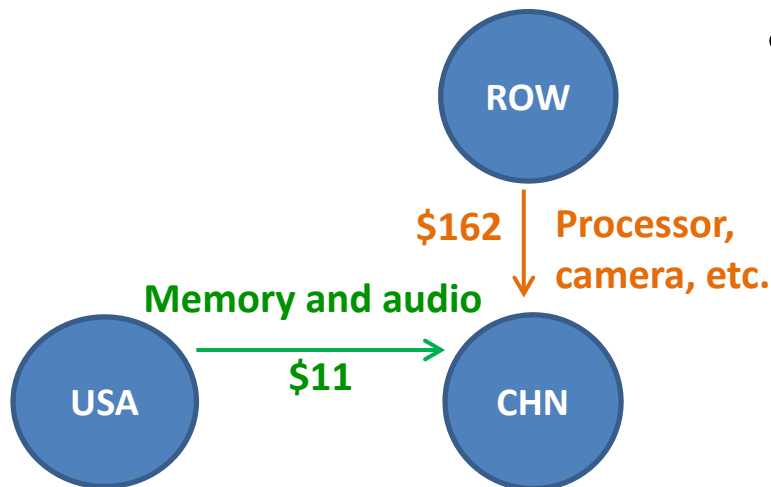 ROW
$162
Processor,
camera, etc.
Memory and audio
$11
USA
CHN